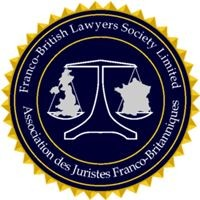 Franco-British Lawyers Society Limited
Association des Juristes Franco-Britanniques